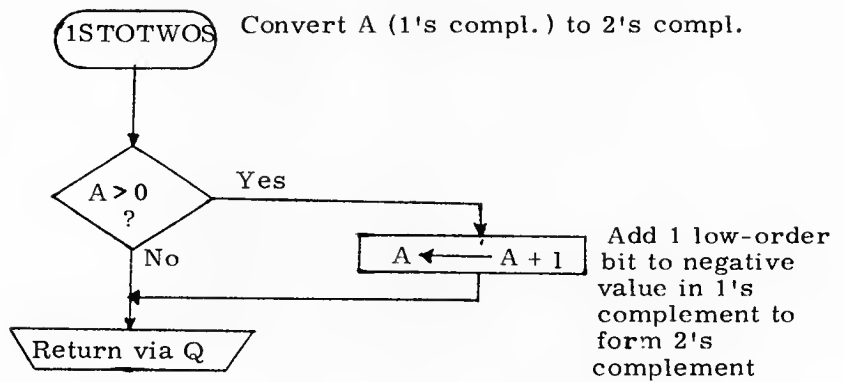 1STOTWOS
Convert A (1's compl.) to 2's compl.
A > 0
?
Yes
No
A ← A + 1
Add 1 low-order
bit to negative
value in 1's
complement to
form 2's
complement
Return via Q